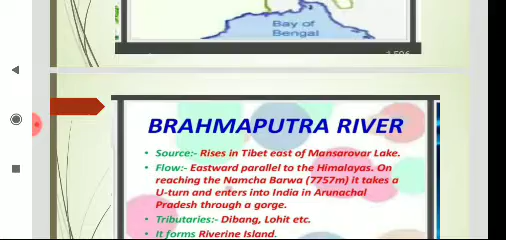 Bay of
Bengal
BRAHMAPUTRA RIVER
• Source:- Rises in Tibet east of Mansarovar Lake.
• Flow:- Eastward parallel to the Himalayas. On
reaching the Namcha Barwa (7757m) it takes a
U-turn and enters into India in Arunachal
Pradesh through a gorge.
• Tributaries:- Dibang, Lohit etc.
• It forms Riverine Island.